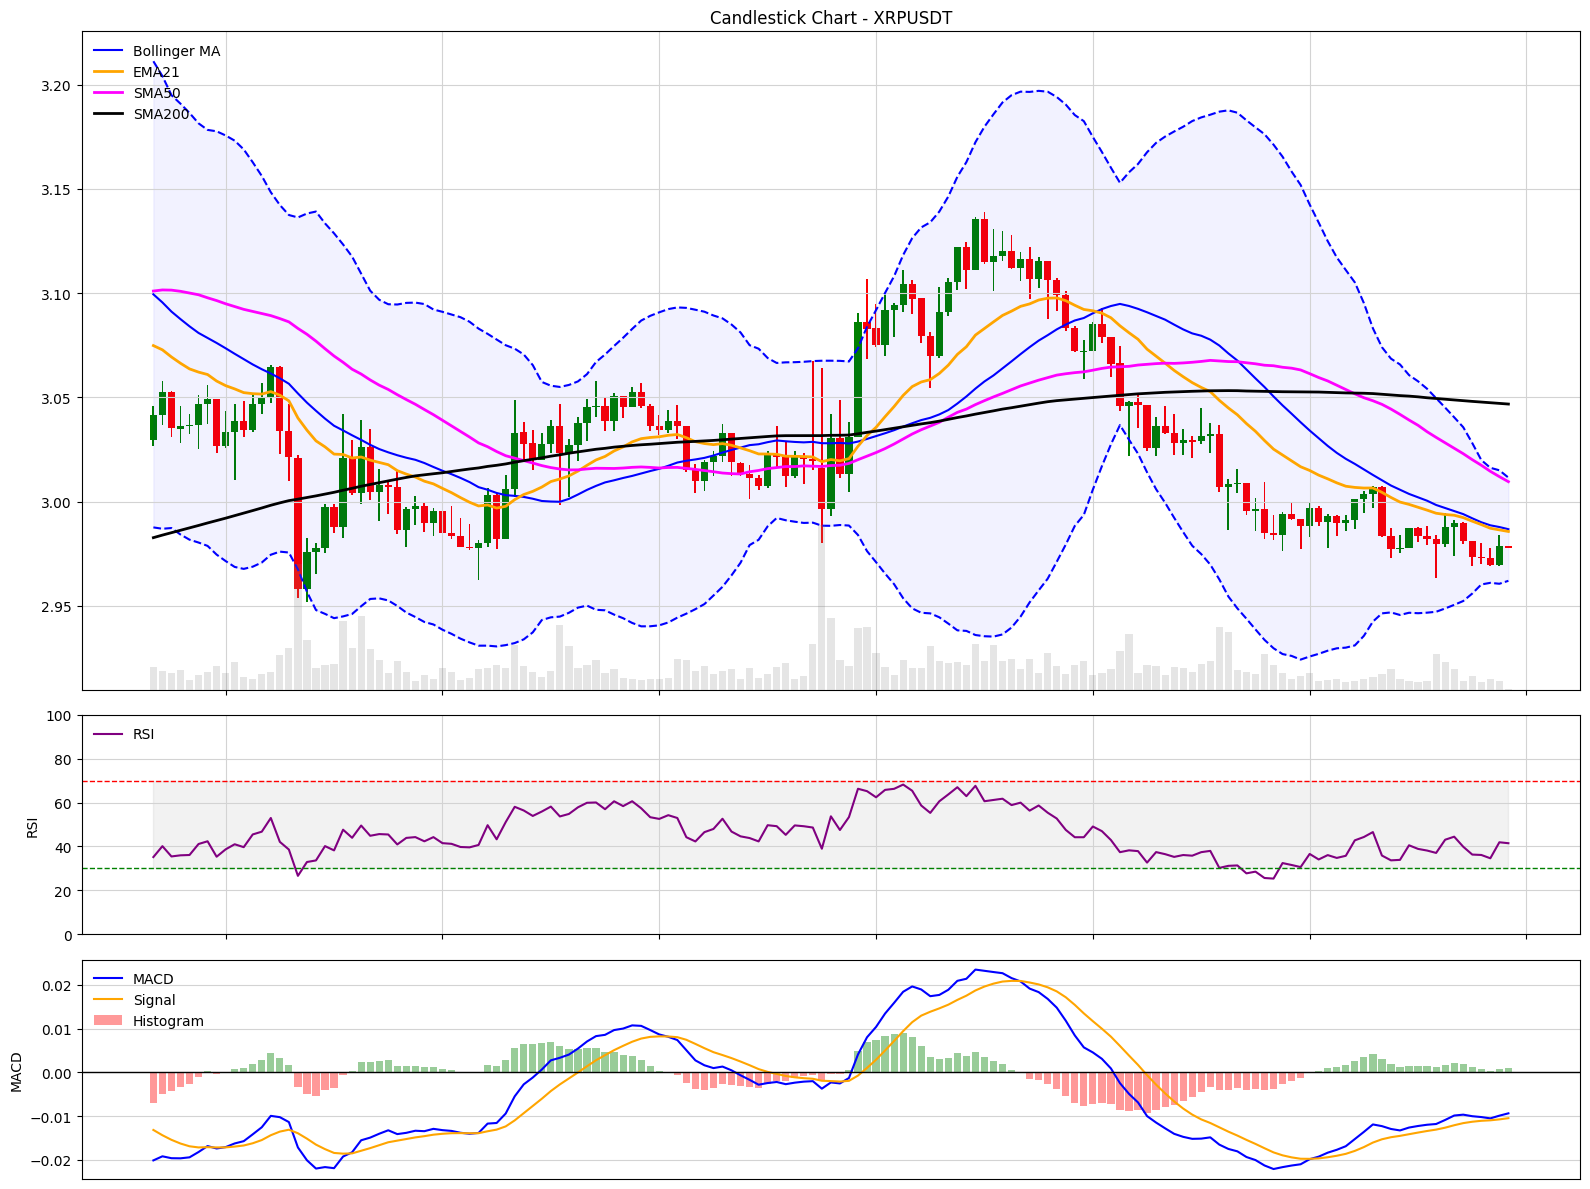 Candlestick Chart - XRPUSDT
Bollinger MA
EMA21
SMA50
SMA200
3.20
3.15
3.10
3.05
3.00
2.95
RSI
100
80
60
40
20
0
RSI
MACD
Signal
Histogram
0.02
0.01
0.00
−0.01
−0.02
MACD